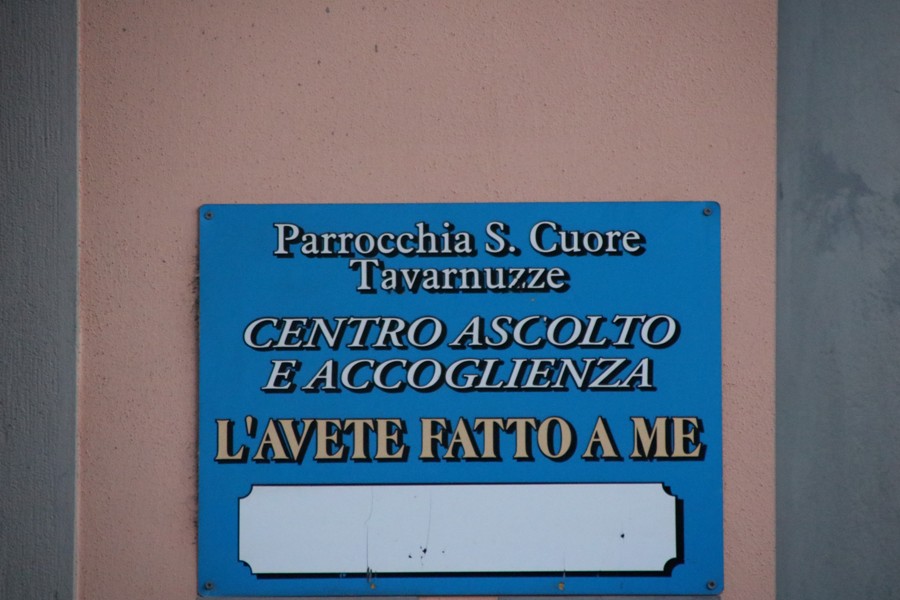 Parrocchia S. Cuore
Tavarnuzze
CENTRO ASCOLTO
E ACCOGLIENZA
L'AVETE FATTO A ME